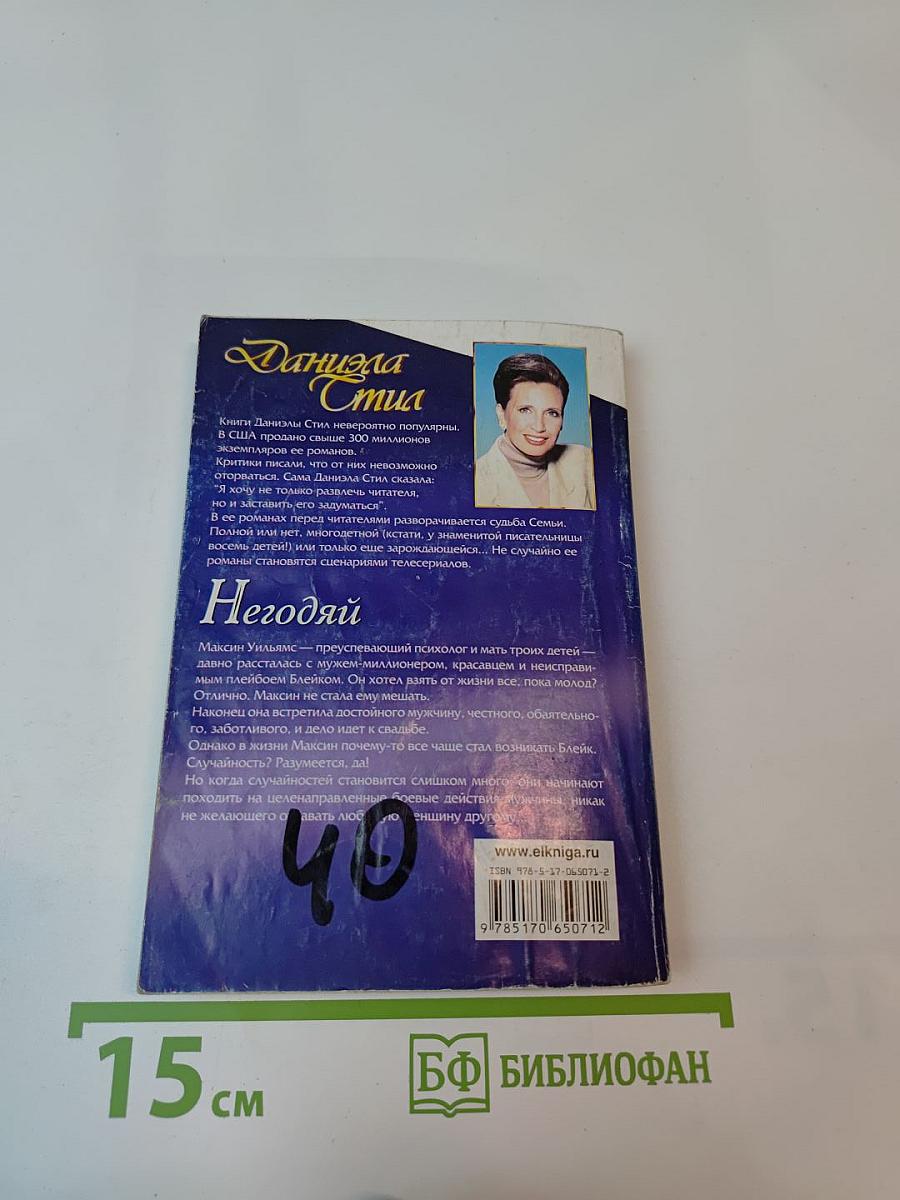 Даниэла
Стил
Книги Даниэлы Стил невероятно популярны.
В США продано свыше 300 миллионов
экземпляров ее романов.
Критики писали, что от них невозможно
оторваться. Сама Даниэла Стил сказала:
"Я хочу не только развлечь читателя,
но и заставить его задуматься".
В ее романах перед читателями разворачивается судьба Семьи.
Полной или нет, многодетной (кстати, у знаменитой писательницы
восемь детей!) или только еще зарождающейся... Не случайно ее
романы становятся сценариями телесериалов.
Негодяй
Максин Уильямс — преуспевающий психолог и мать троих детей —
давно рассталась с мужем-миллионером, красавцем и неисправи-
мым плейбоем Блейком. Он хотел взять от жизни все, пока молод?
Отлично. Максин не стала ему мешать.
Наконец она встретила достойного мужчину, честного, обаятельно-
го, заботливого, и дело идет к свадьбе.
Однако в жизни Максин почему-то все чаще стал возникать Блейк.
Случайность? Разумеется, да!
Но когда случайностей становится слишком много, они начинают
походить на целенаправленные боевые действия мужчины, никак
не желающего женщину другому
40
www.elkniga.ru
ISBN 978-5-17-065071-2
9 785170 650712
15 см
БФ БИБЛИОФАН